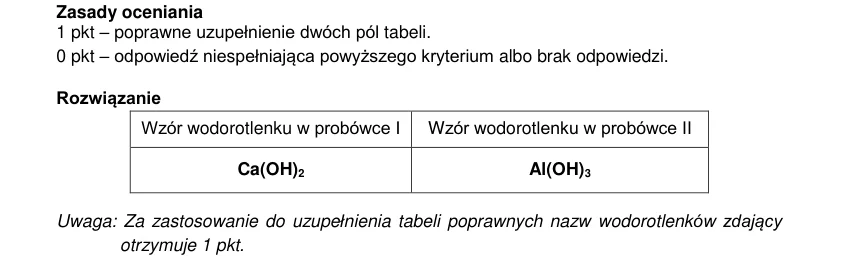 Zasady oceniania
1 pkt – poprawne uzupełnienie dwóch pól tabeli.
0 pkt – odpowiedź niespełniająca powyższego kryterium albo brak odpowiedzi.
Rozwiązanie
Wzór wodorotlenku w probówce I Wzór wodorotlenku w probówce II
Ca(OH)₂ Al(OH)₃
Uwaga: Za zastosowanie do uzupełnienia tabeli poprawnych nazw wodorotlenków zdający
otrzymuje 1 pkt.